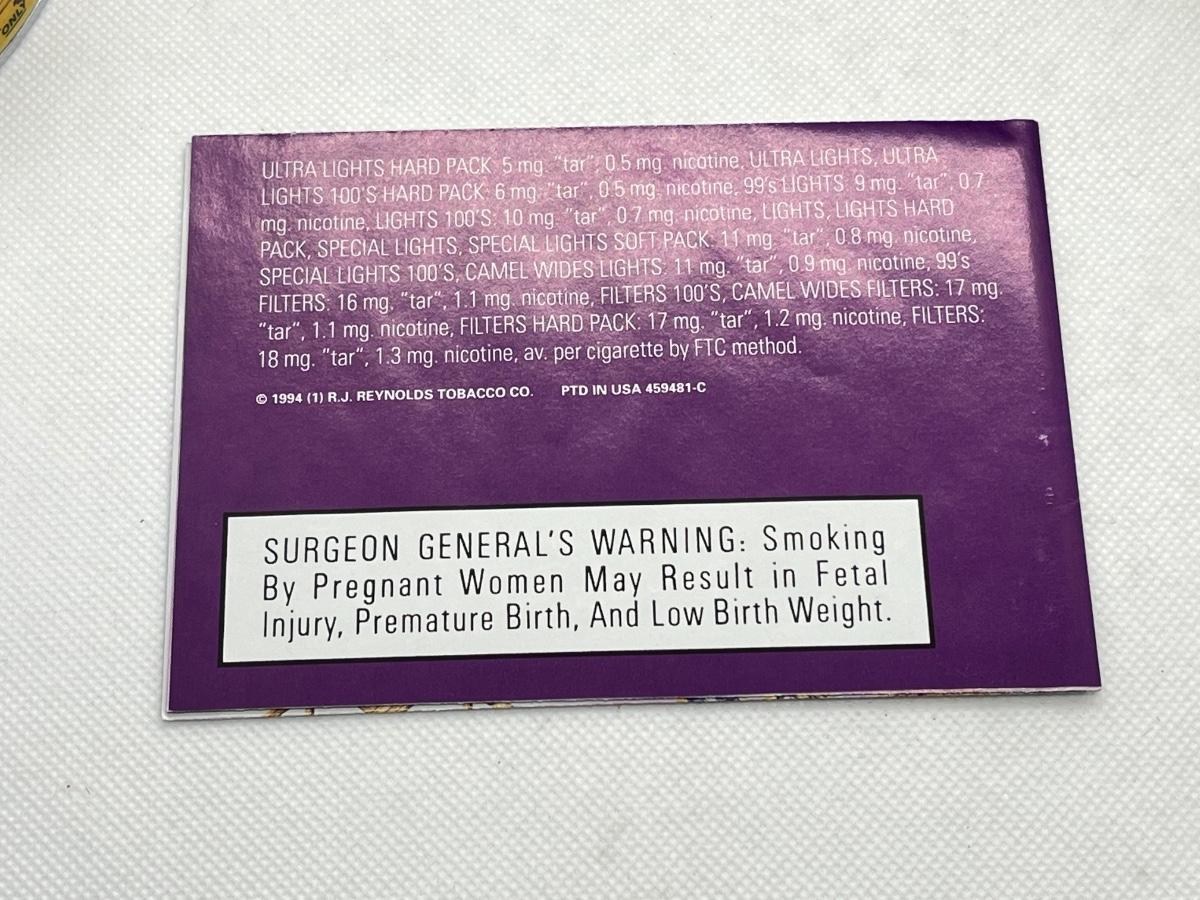 ONLY
ULTRA LIGHTS HARD PACK: 5 mg. "tar", 0.5 mg. nicotine, ULTRA LIGHTS, ULTRA
LIGHTS 100'S HARD PACK: 6 mg. "tar", 0.5 mg. nicotine, 99's LIGHTS: 9 mg. "tar", 0.7
mg. nicotine, LIGHTS 100'S: 10 mg. "tar", 0.7 mg. nicotine, LIGHTS, LIGHTS HARD
PACK, SPECIAL LIGHTS, SPECIAL LIGHTS SOFT PACK: 11 mg. "tar", 0.8 mg. nicotine,
SPECIAL LIGHTS 100'S, CAMEL WIDES LIGHTS: 11 mg. "tar", 0.9 mg. nicotine, 99's
FILTERS: 16 mg. "tar", 1.1 mg. nicotine, FILTERS 100'S, CAMEL WIDES FILTERS: 17 mg.
"tar", 1.1 mg. nicotine, FILTERS HARD PACK: 17 mg. "tar", 1.2 mg. nicotine, FILTERS:
18 mg. "tar", 1.3 mg. nicotine, av. per cigarette by FTC method.
© 1994 (1) R.J. REYNOLDS TOBACCO CO. PTD IN USA 459481-C
SURGEON GENERAL'S WARNING: Smoking
By Pregnant Women May Result in Fetal
Injury, Premature Birth, And Low Birth Weight.